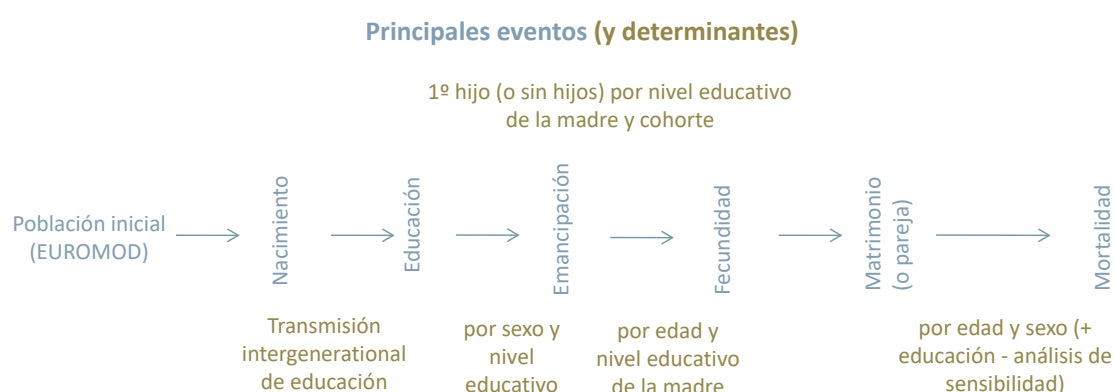 Principales eventos (y determinantes)
1º hijo (o sin hijos) por nivel educativo
de la madre y cohorte
Población inicial
(EUROMOD)
Nacimiento
Educación
Emancipación
Fecundidad
Matrimonio
(o pareja)
Mortalidad
Transmisión
intergenerational
de educación
por sexo y
nivel
educativo
por edad y
nivel educativo
de la madre
por edad y sexo (+
educación - análisis de
sensibilidad)